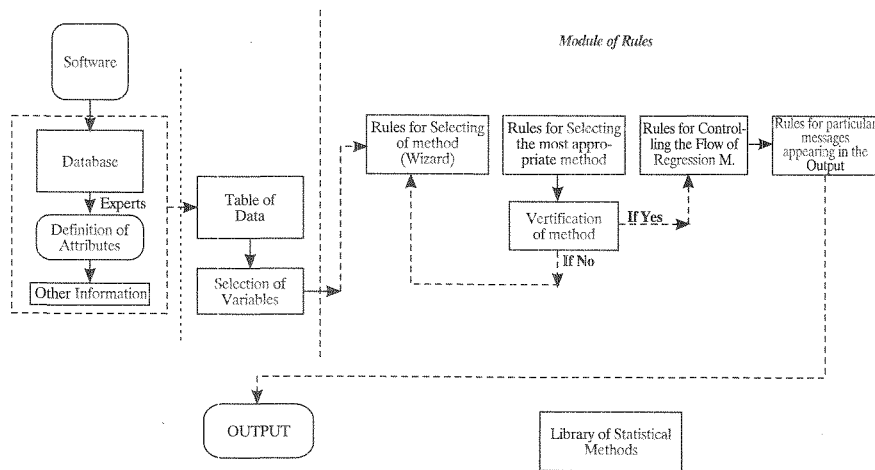 Module of Rules
Software
Rules for Selecting
of method
(Wizard)
Rules for Selecting
the most appro-
priate method
Rules for Control-
ling the Flow of
Regression M.
Rules for particular
messages
appearing in the
Output
Database
Experts
Definition of
Attributes
Other Information
Table of
Data
Selection of
Variables
Vertification
of method
If Yes
If No
OUTPUT
Library of Statistical
Methods